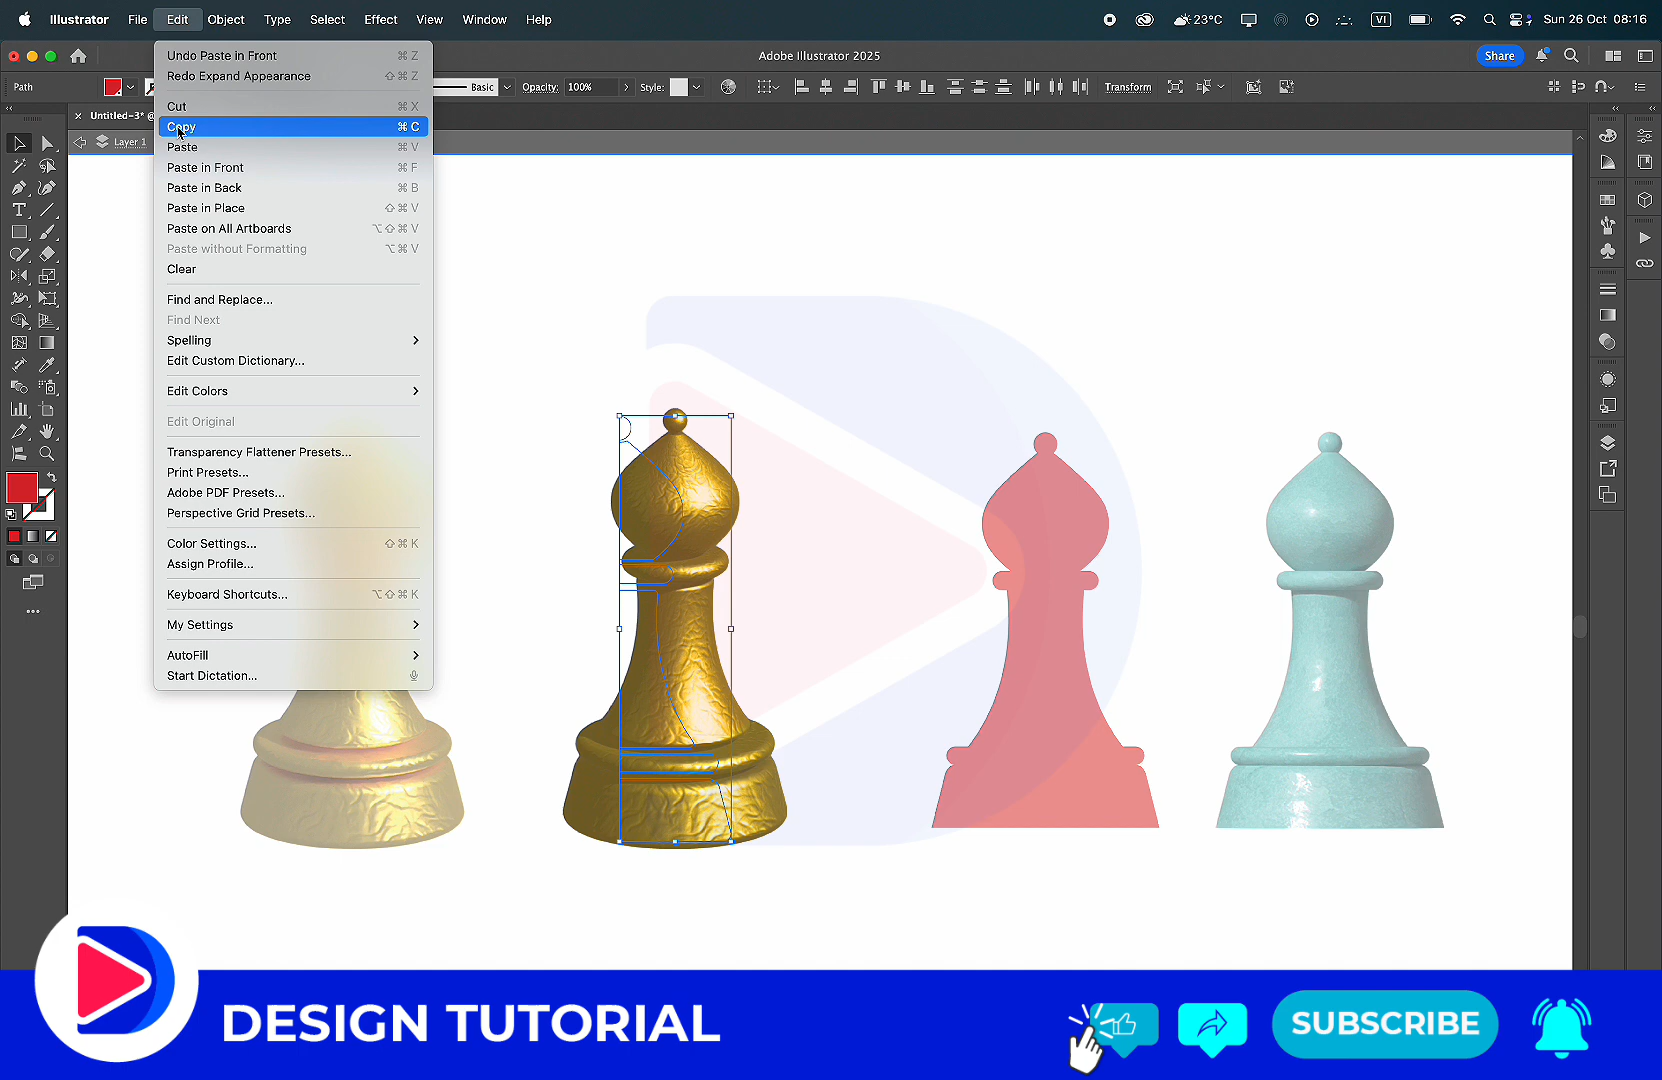 Illustrator File Edit Object Type Select Effect View Window Help
23°C VI Sun 26 Oct 08:16
Adobe Illustrator 2025
Share
Path
Basic Opacity: 100% Style: Transform
Untitled-3* @
Layer 1
Undo Paste in Front ⌘ Z
Redo Expand Appearance ⇧ ⌘ Z
Cut ⌘ X
Copy ⌘ C
Paste ⌘ V
Paste in Front ⌘ F
Paste in Back ⌘ B
Paste in Place ⇧ ⌘ V
Paste on All Artboards ⌥ ⇧ ⌘ V
Paste without Formatting ⌥ ⌘ V
Clear
Find and Replace...
Find Next
Spelling
Edit Custom Dictionary...
Edit Colors
Edit Original
Transparency Flattener Presets...
Print Presets...
Adobe PDF Presets...
Perspective Grid Presets...
Color Settings... ⇧ ⌘ K
Assign Profile...
Keyboard Shortcuts... ⌥ ⇧ ⌘ K
My Settings
AutoFill
Start Dictation...
DESIGN TUTORIAL
SUBSCRIBE